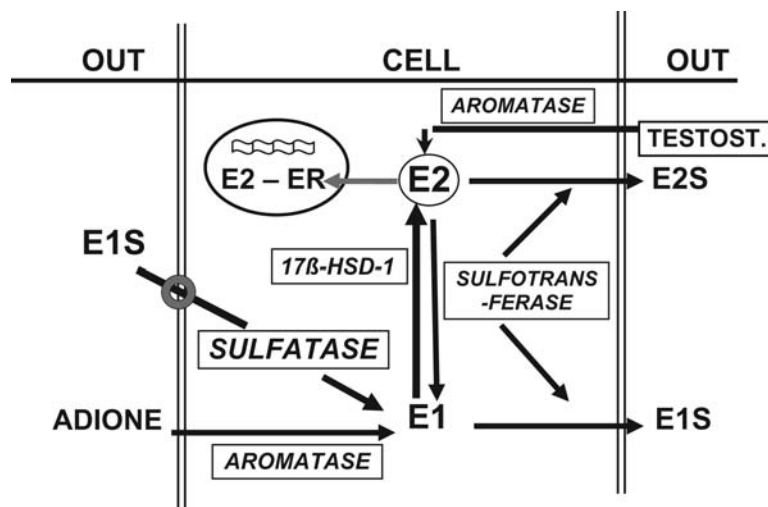 OUT CELL OUT
AROMATASE
TESTOST.
E2 – ER
E2
E2S
E1S
17ß-HSD-1
SULFOTRANS
-FERASE
SULFATASE
ADIONE
E1
E1S
AROMATASE